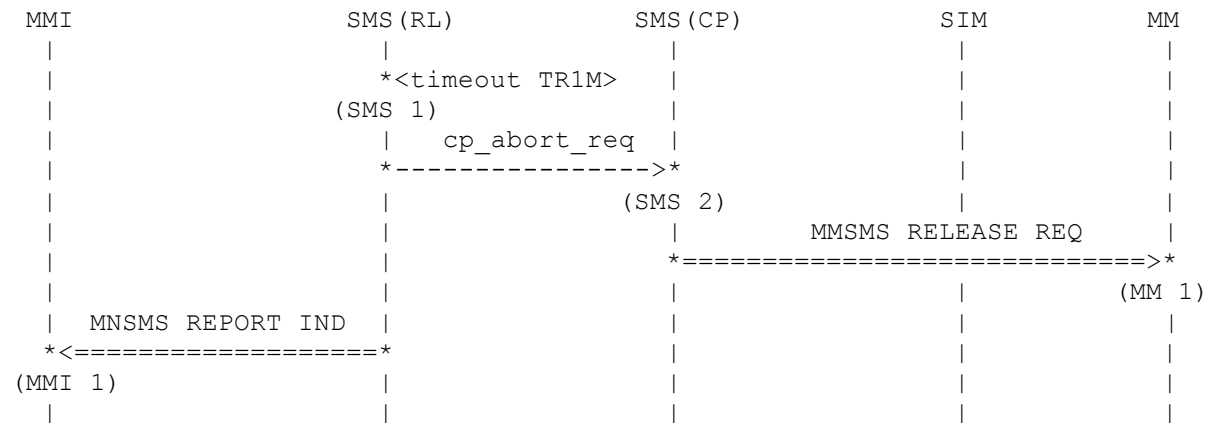 MMI SMS(RL) SMS(CP) SIM MM
| | | | |
| *<timeout TR1M> | | |
| (SMS 1) | | |
| | cp_abort_req | | |
| *---------------->* | |
| | (SMS 2) | |
| | | MMSMS RELEASE REQ |
| | *=============================>*
| | | | (MM 1)
| MNSMS REPORT IND | | | |
*<===================* | | |
(MMI 1) | | | |
| | | | |